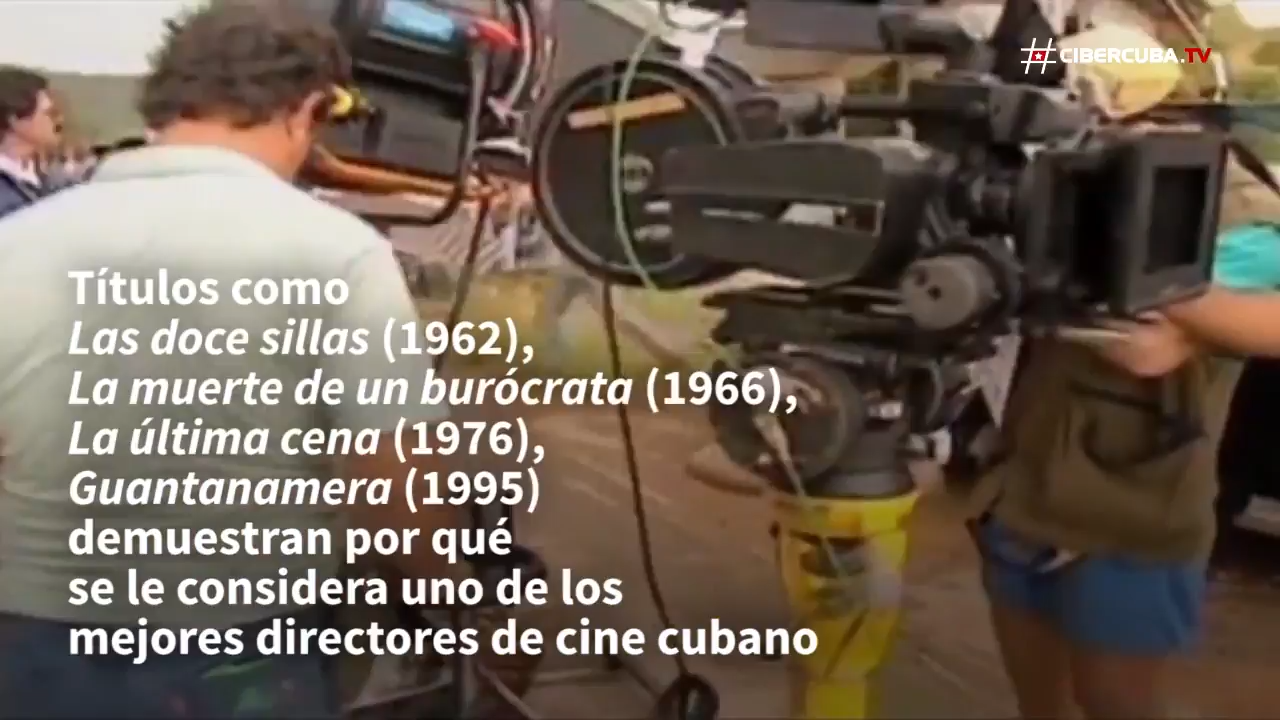 #CIBERCUBA.TV
Títulos como
Las doce sillas (1962),
La muerte de un burócrata (1966),
La última cena (1976),
Guantanamera (1995)
demuestran por qué
se le considera uno de los
mejores directores de cine cubano